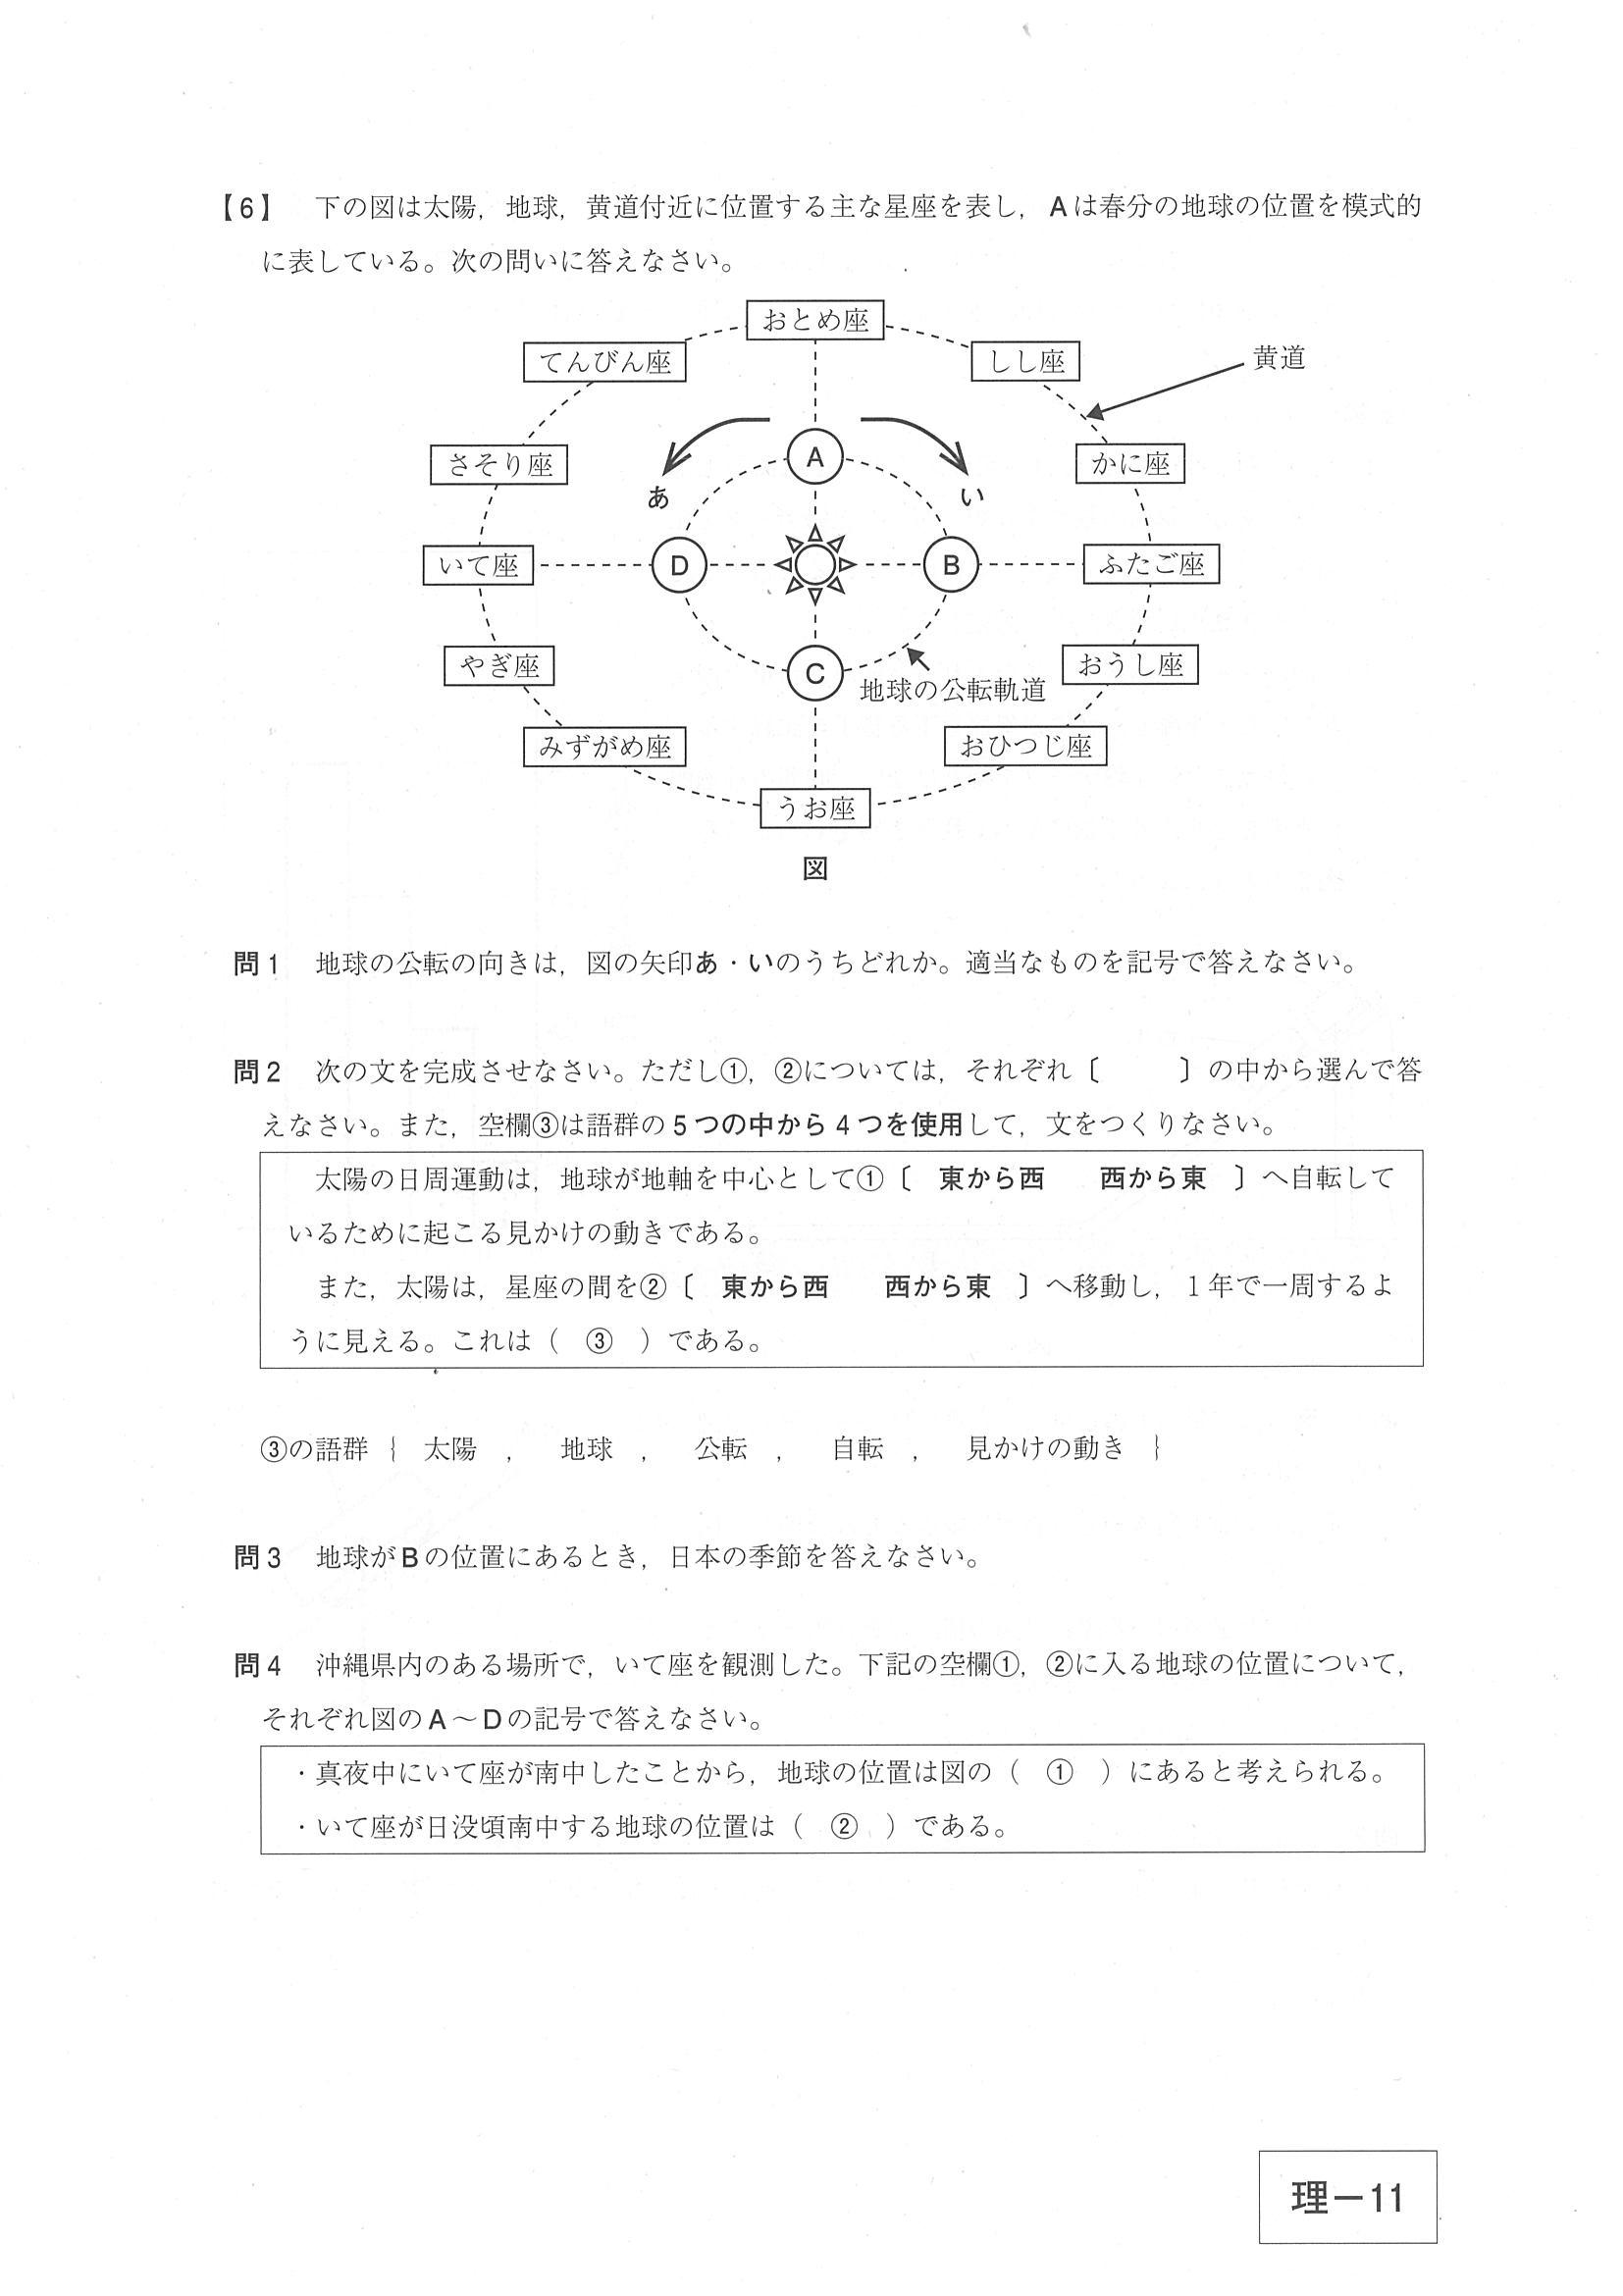 【6】 下の図は太陽，地球，黄道付近に位置する主な星座を表し，Aは春分の地球の位置を模式的
に表している。次の問いに答えなさい。
おとめ座
てんびん座
しし座
黄道
さそり座
かに座
A
あ
い
いて座
D
B
ふたご座
やぎ座
おうし座
C
地球の公転軌道
みずがめ座
おひつじ座
うお座
図
問1 地球の公転の向きは，図の矢印あ・いのうちどれか。適当なものを記号で答えなさい。
問2 次の文を完成させなさい。ただし①，②については，それぞれ〔　　〕の中から選んで答
えなさい。また，空欄③は語群の5つの中から4つを使用して，文をつくりなさい。
太陽の日周運動は，地球が地軸を中心として①〔 東から西　西から東 〕へ自転して
いるために起こる見かけの動きである。
また，太陽は，星座の間を②〔 東から西　西から東 〕へ移動し，1年で一周するよ
うに見える。これは（ ③ ）である。
③の語群｛ 太陽 ， 地球 ， 公転 ， 自転 ， 見かけの動き ｝
問3 地球がBの位置にあるとき，日本の季節を答えなさい。
問4 沖縄県内のある場所で，いて座を観測した。下記の空欄①，②に入る地球の位置について，
それぞれ図のA～Dの記号で答えなさい。
・真夜中にいて座が南中したことから，地球の位置は図の（ ① ）にあると考えられる。
・いて座が日没頃南中する地球の位置は（ ② ）である。
理－11